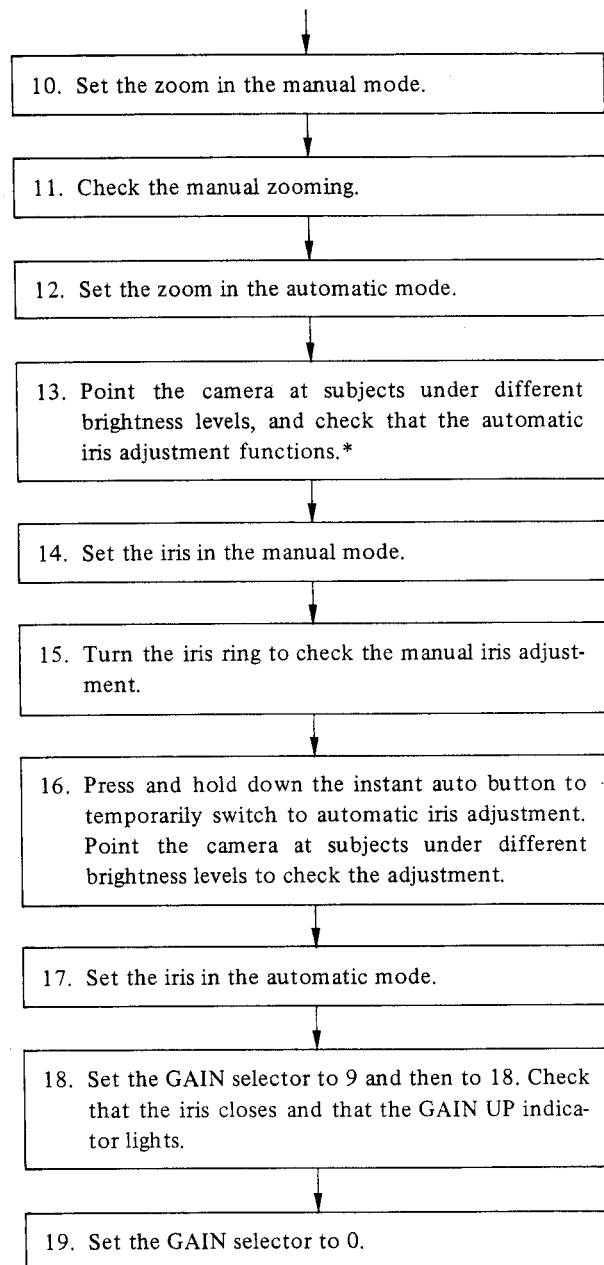 10. Set the zoom in the manual mode.
11. Check the manual zooming.
12. Set the zoom in the automatic mode.
13. Point the camera at subjects under different
brightness levels, and check that the automatic
iris adjustment functions.*
14. Set the iris in the manual mode.
15. Turn the iris ring to check the manual iris adjust-
ment.
16. Press and hold down the instant auto button to
temporarily switch to automatic iris adjustment.
Point the camera at subjects under different
brightness levels to check the adjustment.
17. Set the iris in the automatic mode.
18. Set the GAIN selector to 9 and then to 18. Check
that the iris closes and that the GAIN UP indica-
tor lights.
19. Set the GAIN selector to 0.